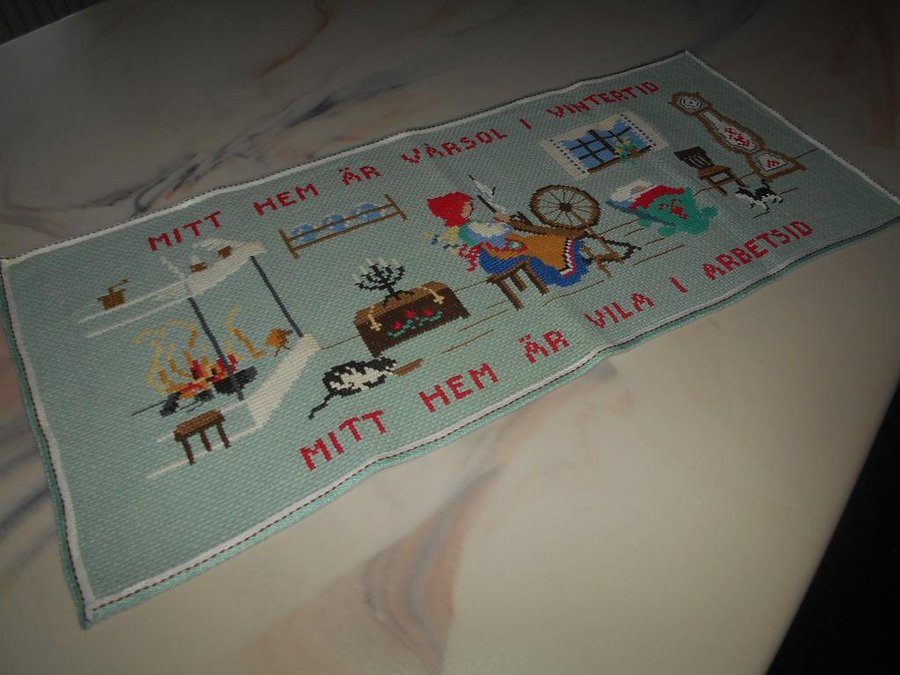 MITT HEM ÄR VÅRSOL I VINTERTID
MITT HEM ÄR VILA I ARBETSID